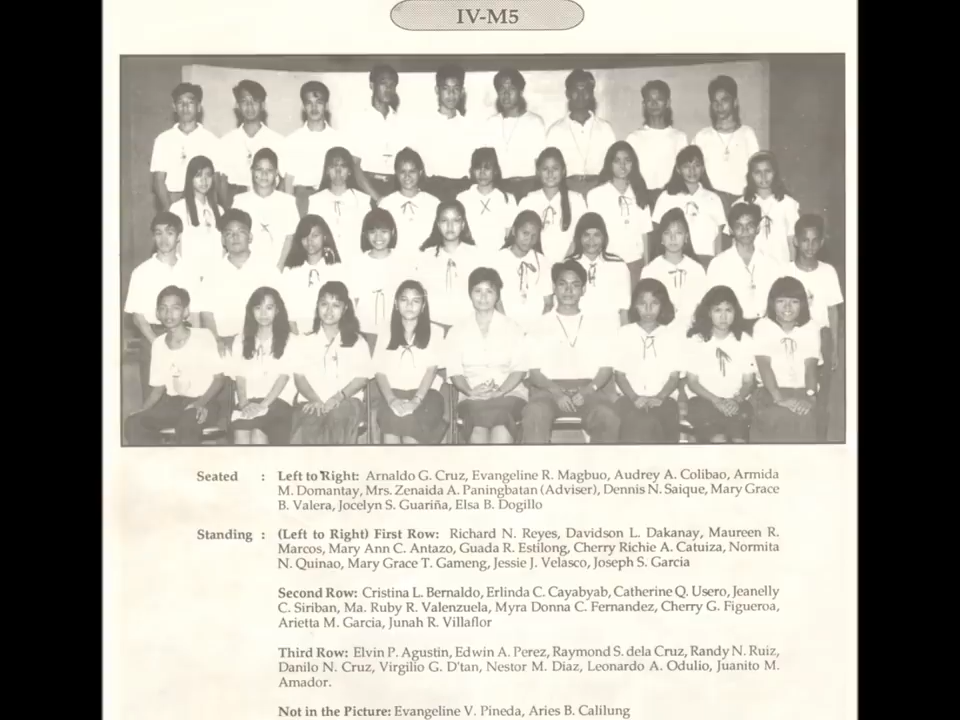 IV-M5
Seated : Left to Right: Arnaldo G. Cruz, Evangeline R. Magbuo, Audrey A. Colibao, Armida
M. Domantay, Mrs. Zenaida A. Paningbatan (Adviser), Dennis N. Saique, Mary Grace
B. Valera, Jocelyn S. Guariña, Elsa B. Dogillo
Standing : (Left to Right) First Row: Richard N. Reyes, Davidson L. Dakanay, Maureen R.
Marcos, Mary Ann C. Antazo, Guada R. Estilong, Cherry Richie A. Catuiza, Normita
N. Quinao, Mary Grace T. Gameng, Jessie J. Velasco, Joseph S. Garcia
Second Row: Cristina L. Bernaldo, Erlinda C. Cayabyab, Catherine Q. Usero, Jeanelly
C. Siriban, Ma. Ruby R. Valenzuela, Myra Donna C. Fernandez, Cherry G. Figueroa,
Arietta M. Garcia, Junah R. Villaflor
Third Row: Elvin P. Agustin, Edwin A. Perez, Raymond S. dela Cruz, Randy N. Ruiz,
Danilo N. Cruz, Virgilio G. D'tan, Nestor M. Diaz, Leonardo A. Odulio, Juanito M.
Amador.
Not in the Picture: Evangeline V. Pineda, Aries B. Calilung